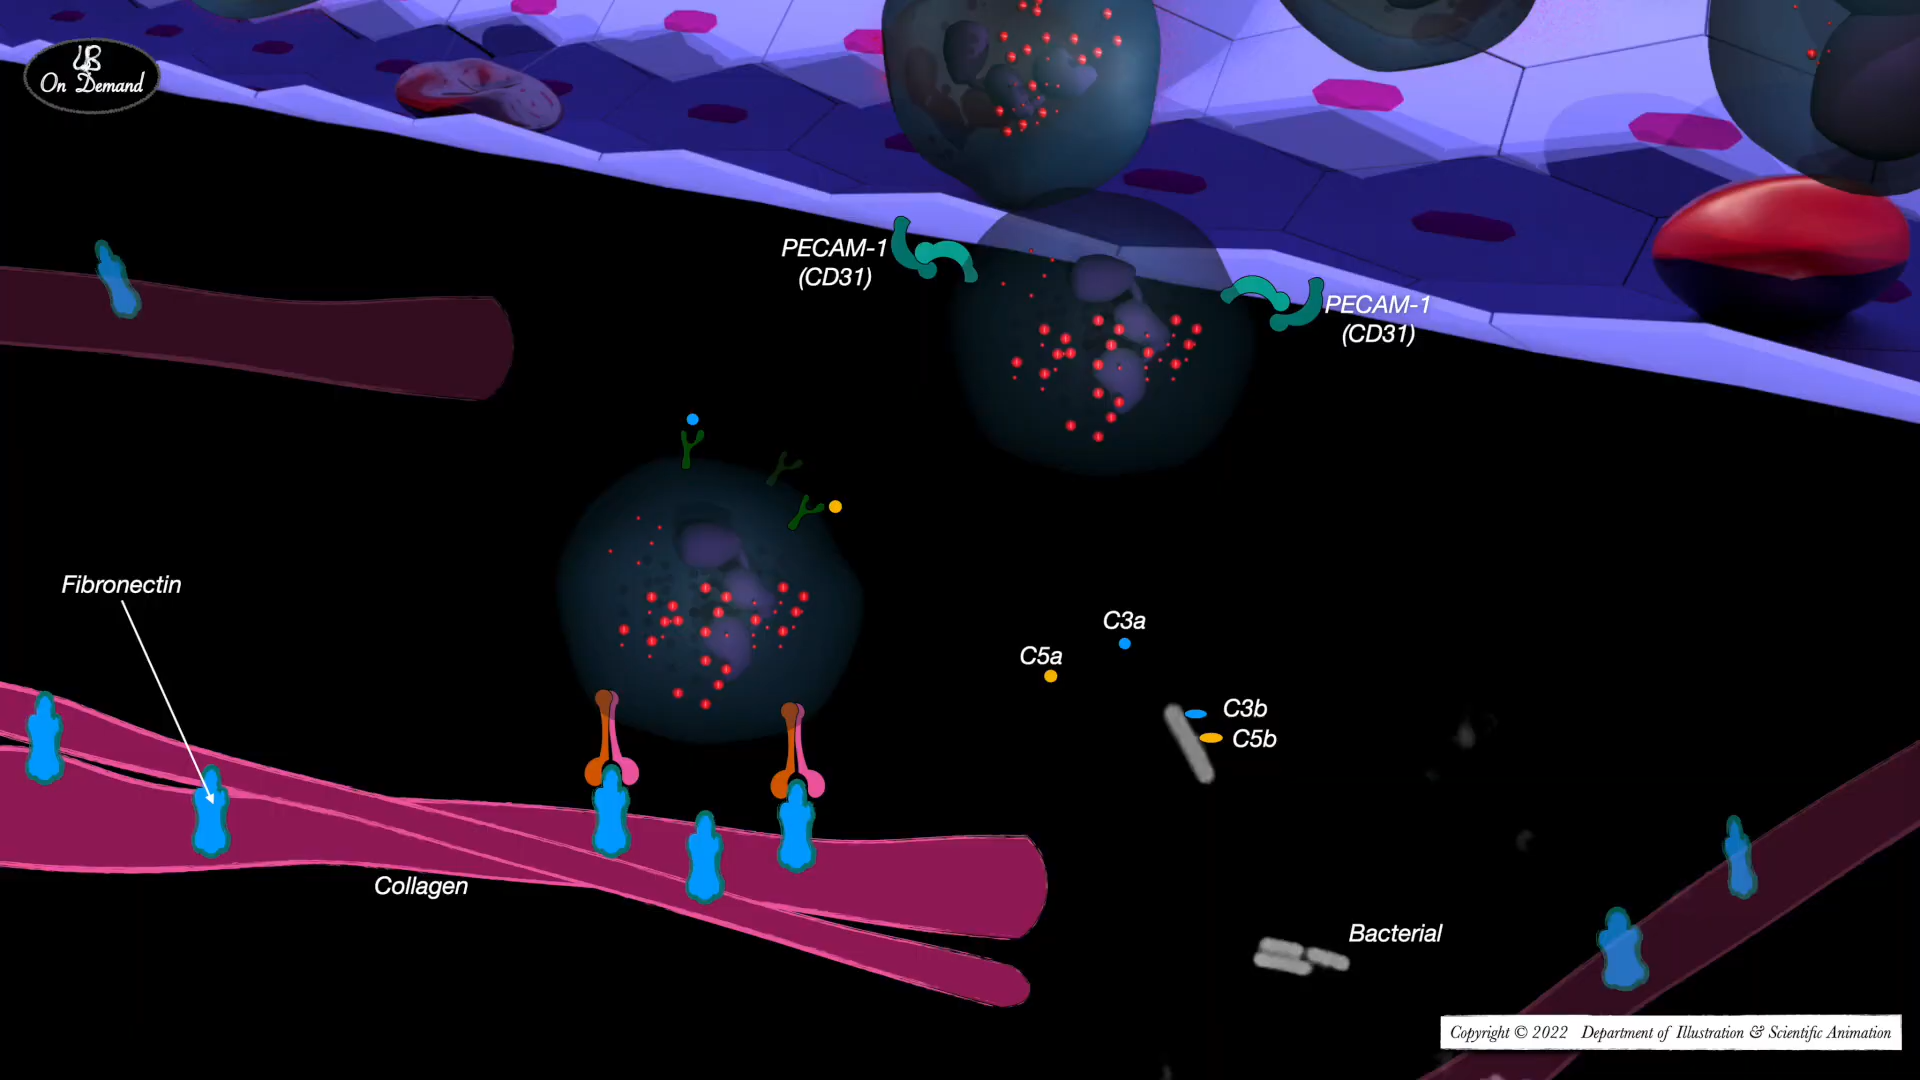 UB
On Demand
PECAM-1
(CD31)
PECAM-1
(CD31)
Fibronectin
C3a
C5a
C3b
C5b
Collagen
Bacterial
Copyright © 2022 Department of Illustration & Scientific Animation